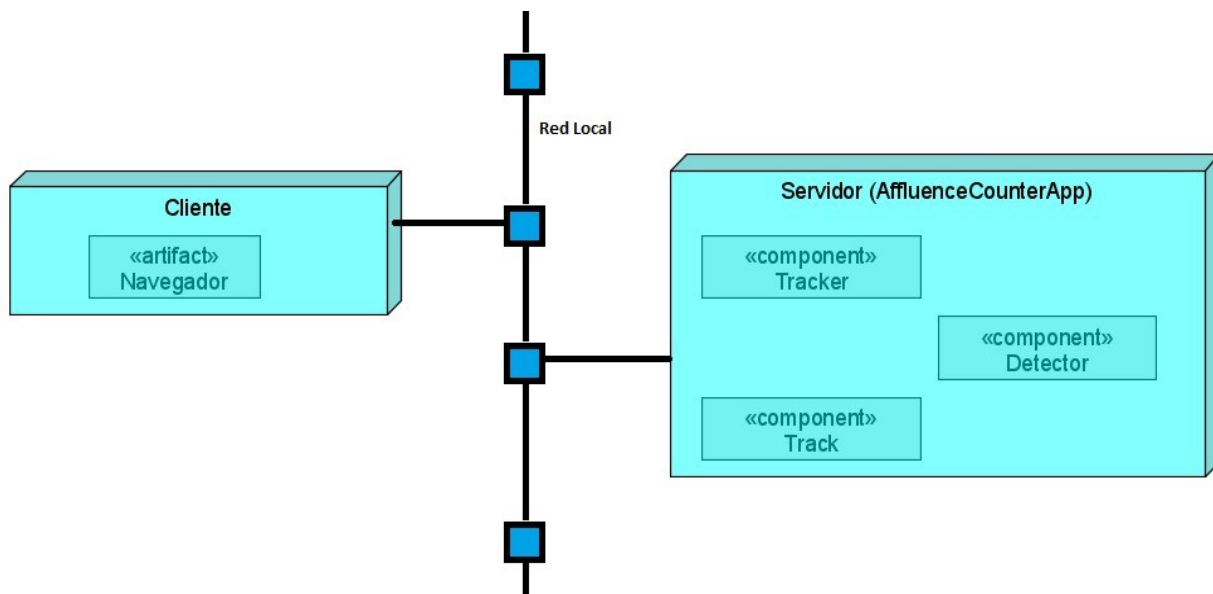 Red Local
Cliente
«artifact»
Navegador
Servidor (AffluenceCounterApp)
«component»
Tracker
«component»
Detector
«component»
Track